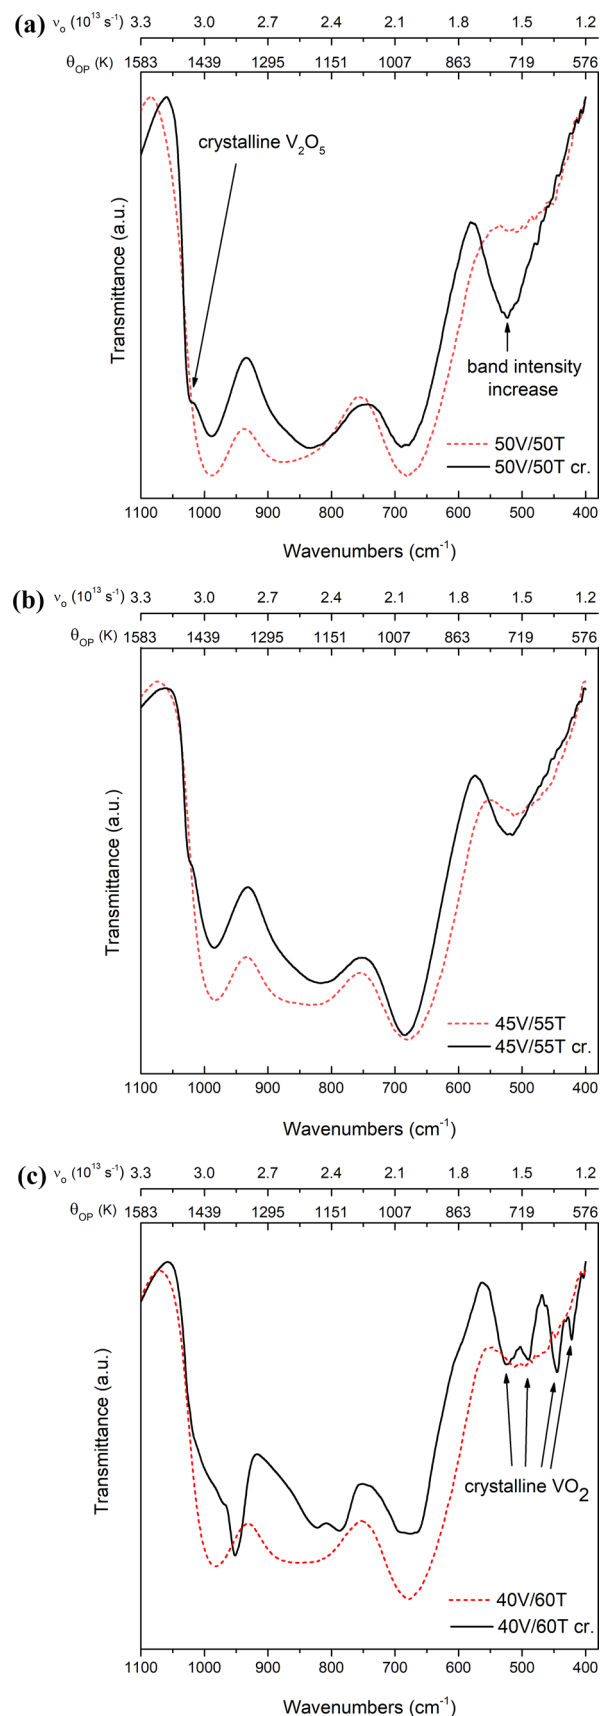 (a) ν₀ (10¹³ s⁻¹) 3.3 3.0 2.7 2.4 2.1 1.8 1.5 1.2
θ_OP (K) 1583 1439 1295 1151 1007 863 719 576
crystalline V₂O₅
Transmittance (a.u.)
band intensity
increase
50V/50T
50V/50T cr.
1100 1000 900 800 700 600 500 400
Wavenumbers (cm⁻¹)
(b) ν₀ (10¹³ s⁻¹) 3.3 3.0 2.7 2.4 2.1 1.8 1.5 1.2
θ_OP (K) 1583 1439 1295 1151 1007 863 719 576
Transmittance (a.u.)
45V/55T
45V/55T cr.
1100 1000 900 800 700 600 500 400
Wavenumbers (cm⁻¹)
(c) ν₀ (10¹³ s⁻¹) 3.3 3.0 2.7 2.4 2.1 1.8 1.5 1.2
θ_OP (K) 1583 1439 1295 1151 1007 863 719 576
Transmittance (a.u.)
crystalline VO₂
40V/60T
40V/60T cr.
1100 1000 900 800 700 600 500 400
Wavenumbers (cm⁻¹)